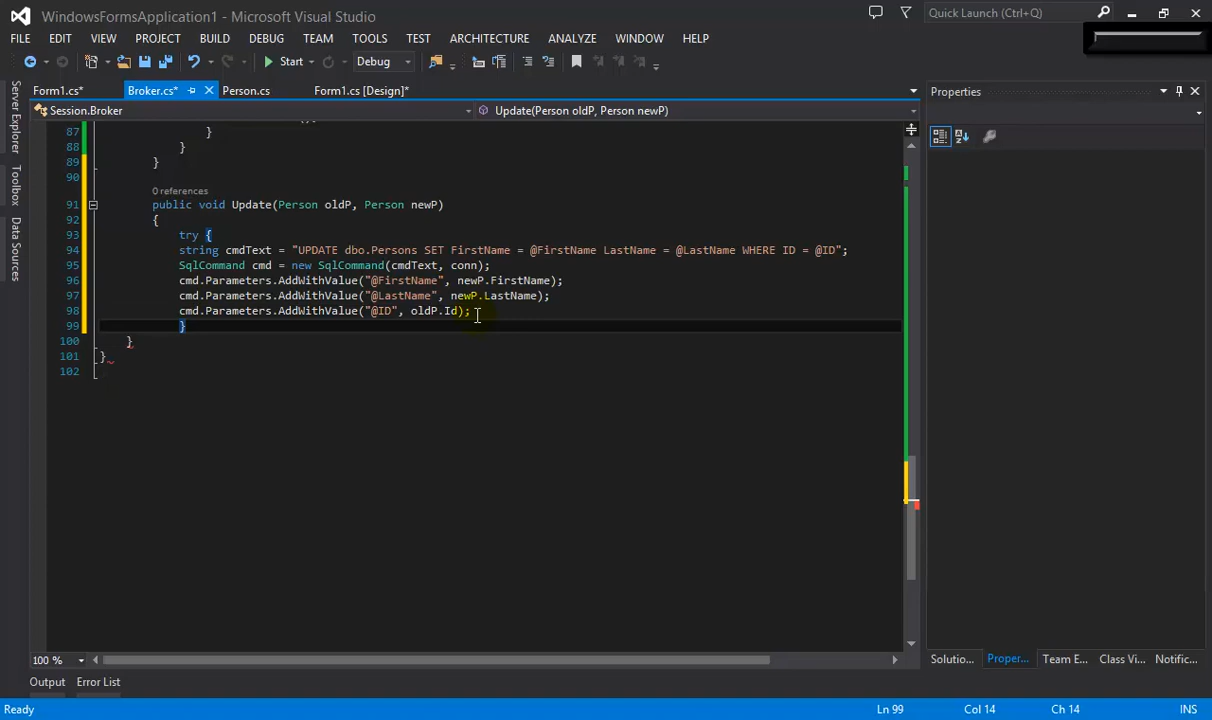 WindowsFormsApplication1 - Microsoft Visual Studio
Quick Launch (Ctrl+Q)
FILE EDIT VIEW PROJECT BUILD DEBUG TEAM TOOLS TEST ARCHITECTURE ANALYZE WINDOW HELP
Start Debug
Server Explorer
Toolbox
Data Sources
Form1.cs* Broker.cs* Person.cs Form1.cs [Design]*
Session.Broker Update(Person oldP, Person newP)
Properties
87 }
88 }
89 }
90
0 references
91 public void Update(Person oldP, Person newP)
92 {
93 try {
94 string cmdText = "UPDATE dbo.Persons SET FirstName = @FirstName LastName = @LastName WHERE ID = @ID";
95 SqlCommand cmd = new SqlCommand(cmdText, conn);
96 cmd.Parameters.AddWithValue("@FirstName", newP.FirstName);
97 cmd.Parameters.AddWithValue("@LastName", newP.LastName);
98 cmd.Parameters.AddWithValue("@ID", oldP.Id);
99 }
100 }
101 }
102
100 %
Solutio... Proper... Team E... Class Vi... Notific...
Output Error List
Ready Ln 99 Col 14 Ch 14 INS